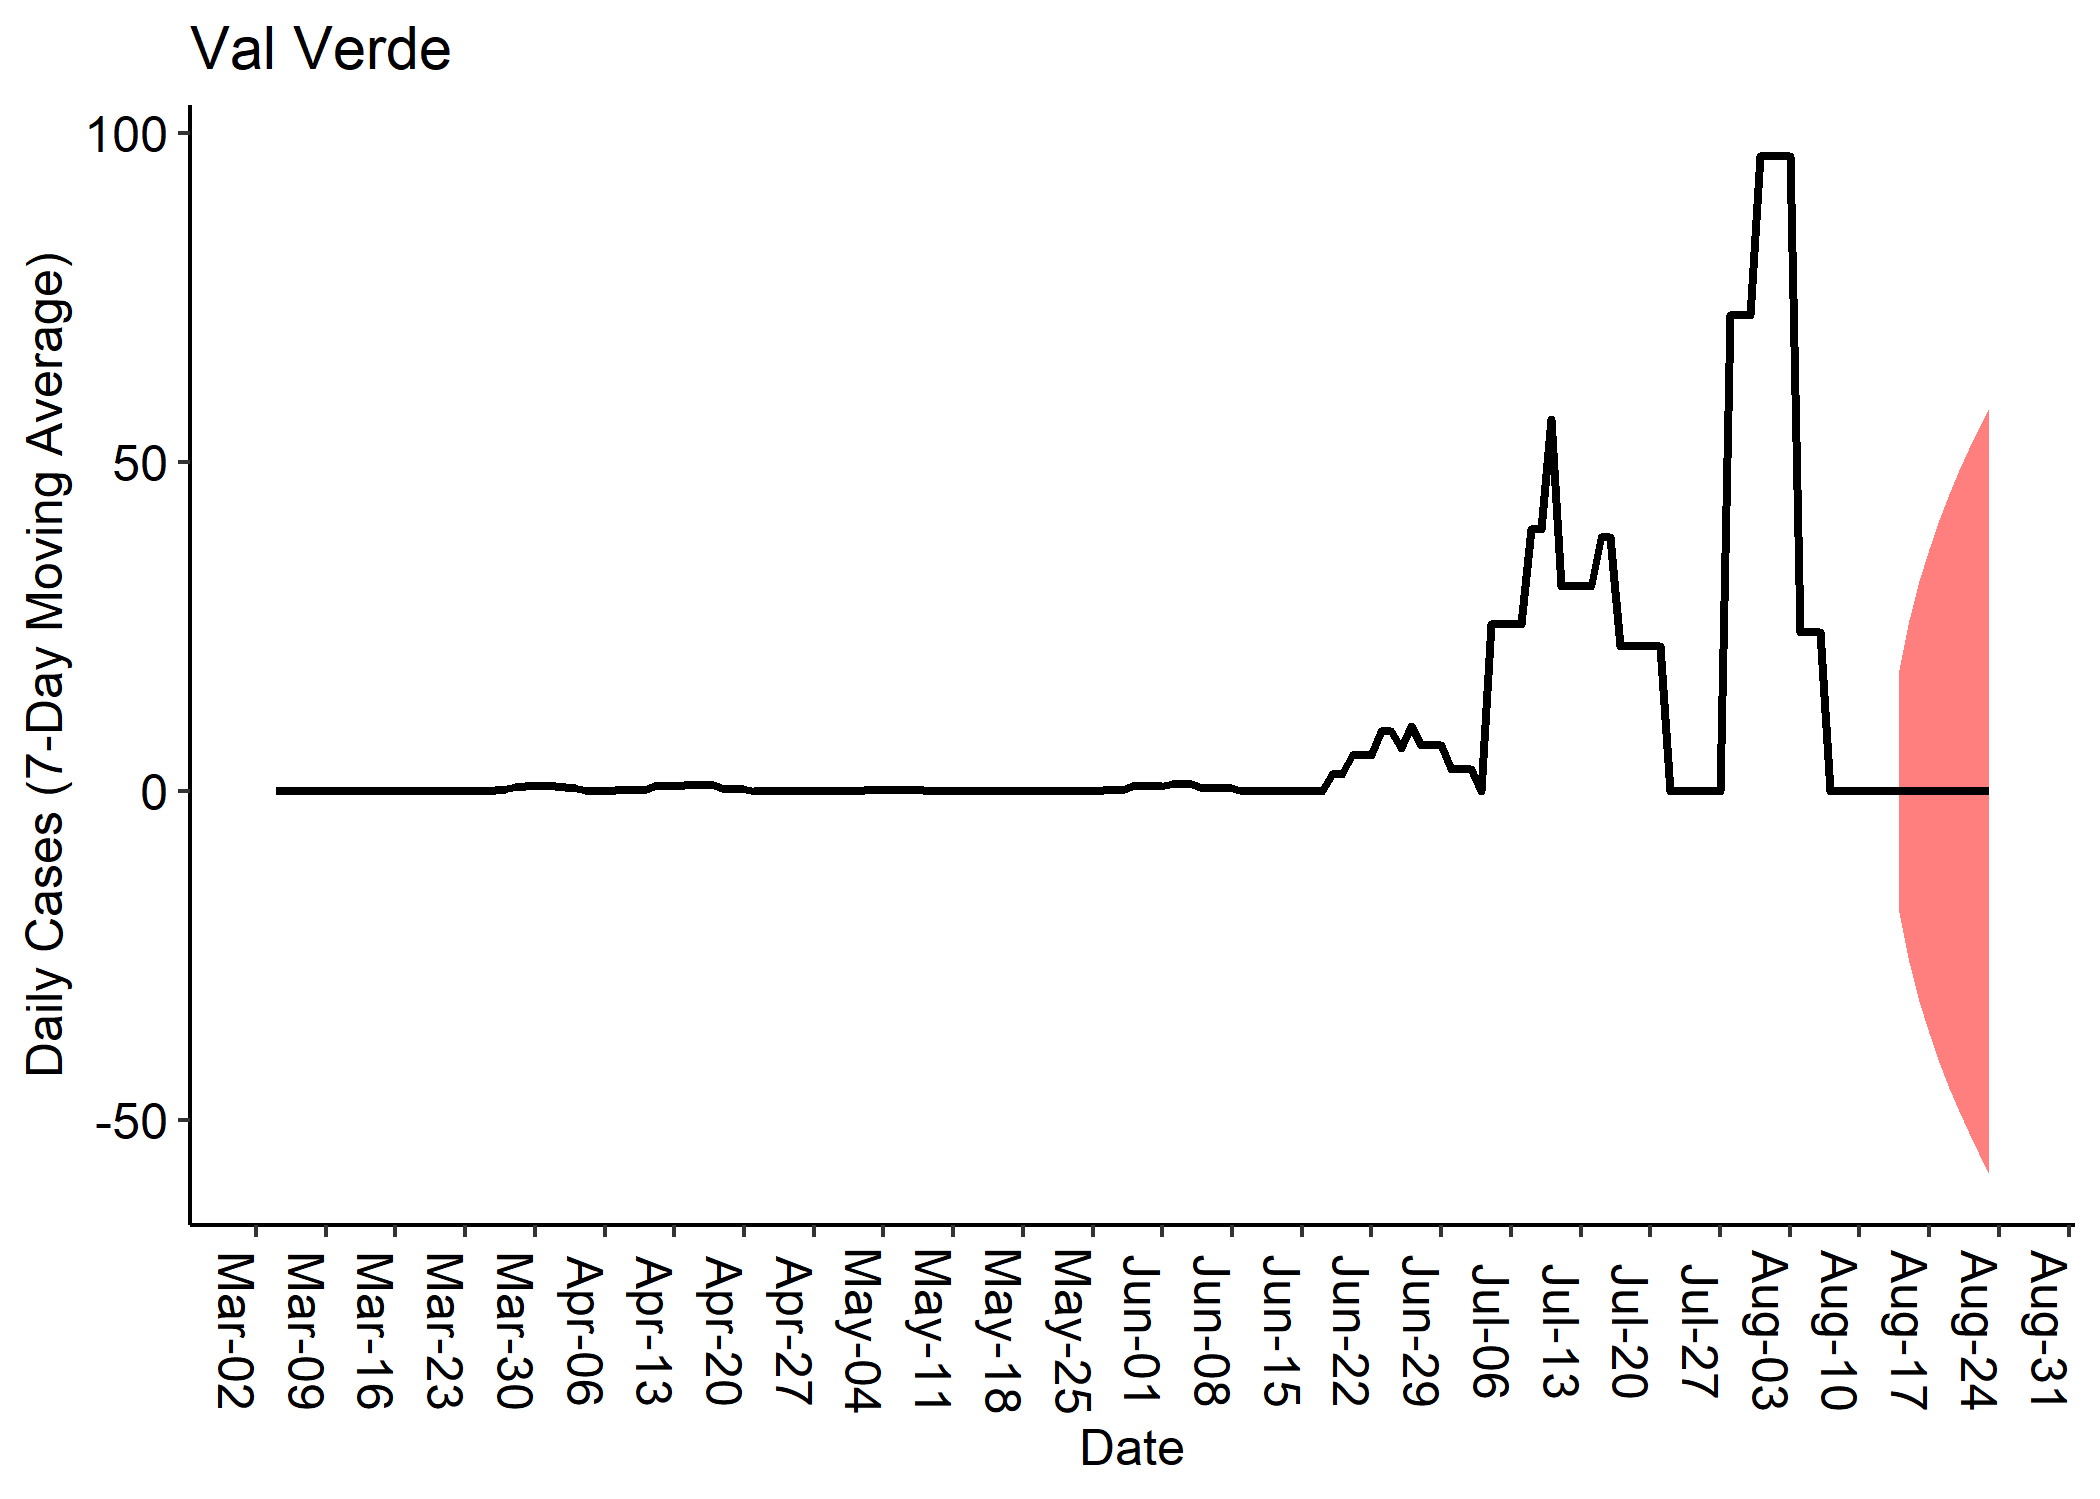 Val Verde
Daily Cases (7-Day Moving Average)
100
50
0
-50
Mar-02
Mar-09
Mar-16
Mar-23
Mar-30
Apr-06
Apr-13
Apr-20
Apr-27
May-04
May-11
May-18
May-25
Jun-01
Jun-08
Jun-15
Jun-22
Jun-29
Jul-06
Jul-13
Jul-20
Jul-27
Aug-03
Aug-10
Aug-17
Aug-24
Aug-31
Date